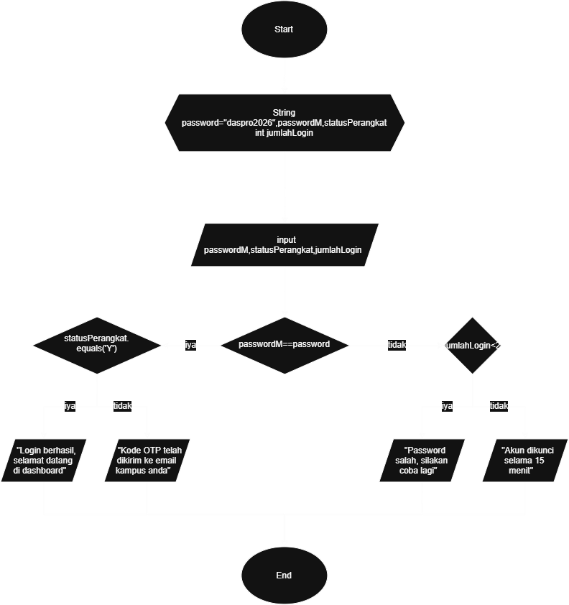 Start
String
password="daspro2026",passwordM,statusPerangkat
int jumlahLogin
input
passwordM,statusPerangkat,jumlahLogin
statusPerangkat.
equals("Y")
iya
passwordM==password
tidak
jumlahLogin<2
iya
tidak
iya
tidak
"Login berhasil,
selamat datang
di dashboard"
"Kode OTP telah
dikirim ke email
kampus anda"
"Password
salah, silakan
coba lagi"
"Akun dikunci
selama 15
menit"
End